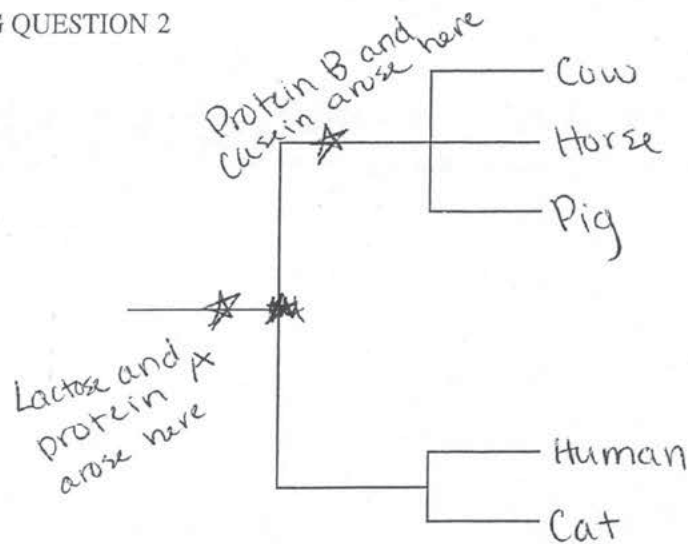 G QUESTION 2
Protein B and
casein arose here
Cow
Horse
Pig
Lactose and
protein A
arose here
Human
Cat